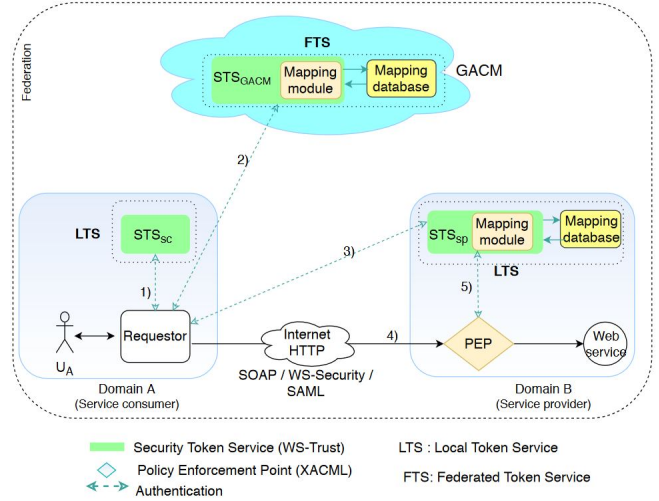 Federation
FTS
STSGACM
Mapping
module
Mapping
database
GACM
2)
LTS
STSsc
1)
3)
STSsp
Mapping
module
Mapping
database
LTS
5)
UA
Requestor
Internet
HTTP
4)
PEP
Web
service
SOAP / WS-Security /
SAML
Domain A
(Service consumer)
Domain B
(Service provider)
Security Token Service (WS-Trust)
Policy Enforcement Point (XACML)
Authentication
LTS : Local Token Service
FTS: Federated Token Service